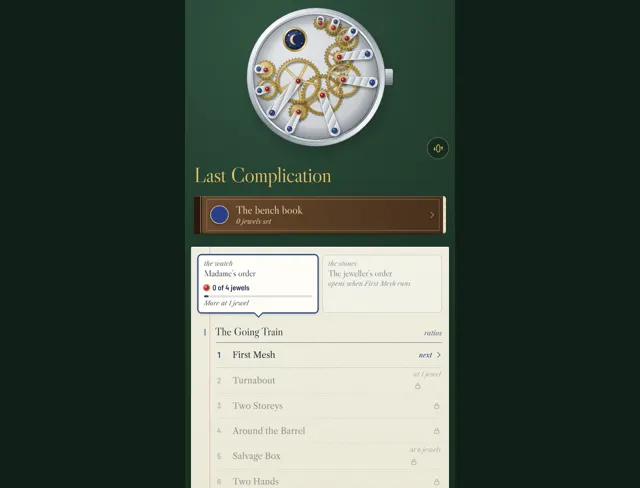 Last Complication
The bench book
0 jewels set
the watch
Madame's order
0 of 4 jewels
More at 1 jewel
the stones
The jeweller's order
opens when First Mesh runs
1 The Going Train ratios
1 First Mesh next
2 Turnabout at 1 jewel
3 Two Storeys
4 Around the Barrel
5 Salvage Box at 6 jewels
6 Two Hands